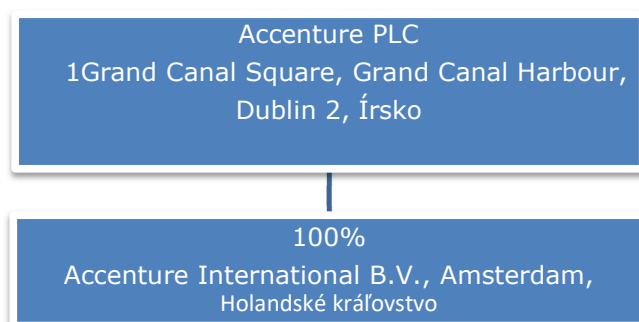 Accenture PLC
1Grand Canal Square, Grand Canal Harbour,
Dublin 2, Írsko
100%
Accenture International B.V., Amsterdam,
Holandské kráľovstvo